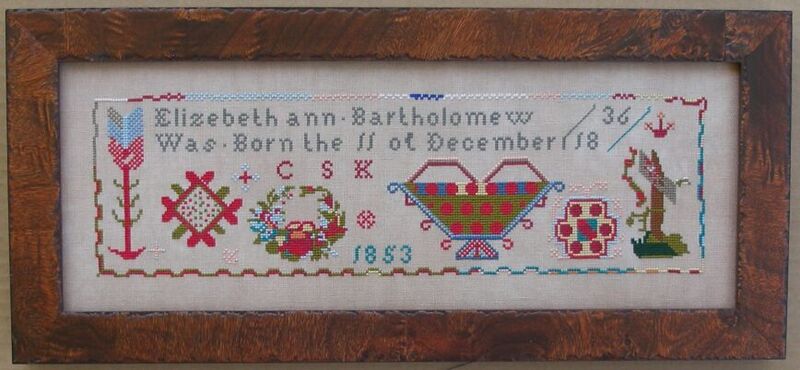 Elizebeth ann · Bartholomew /36/
Was · Born the 11 of December 18
C S K
1853